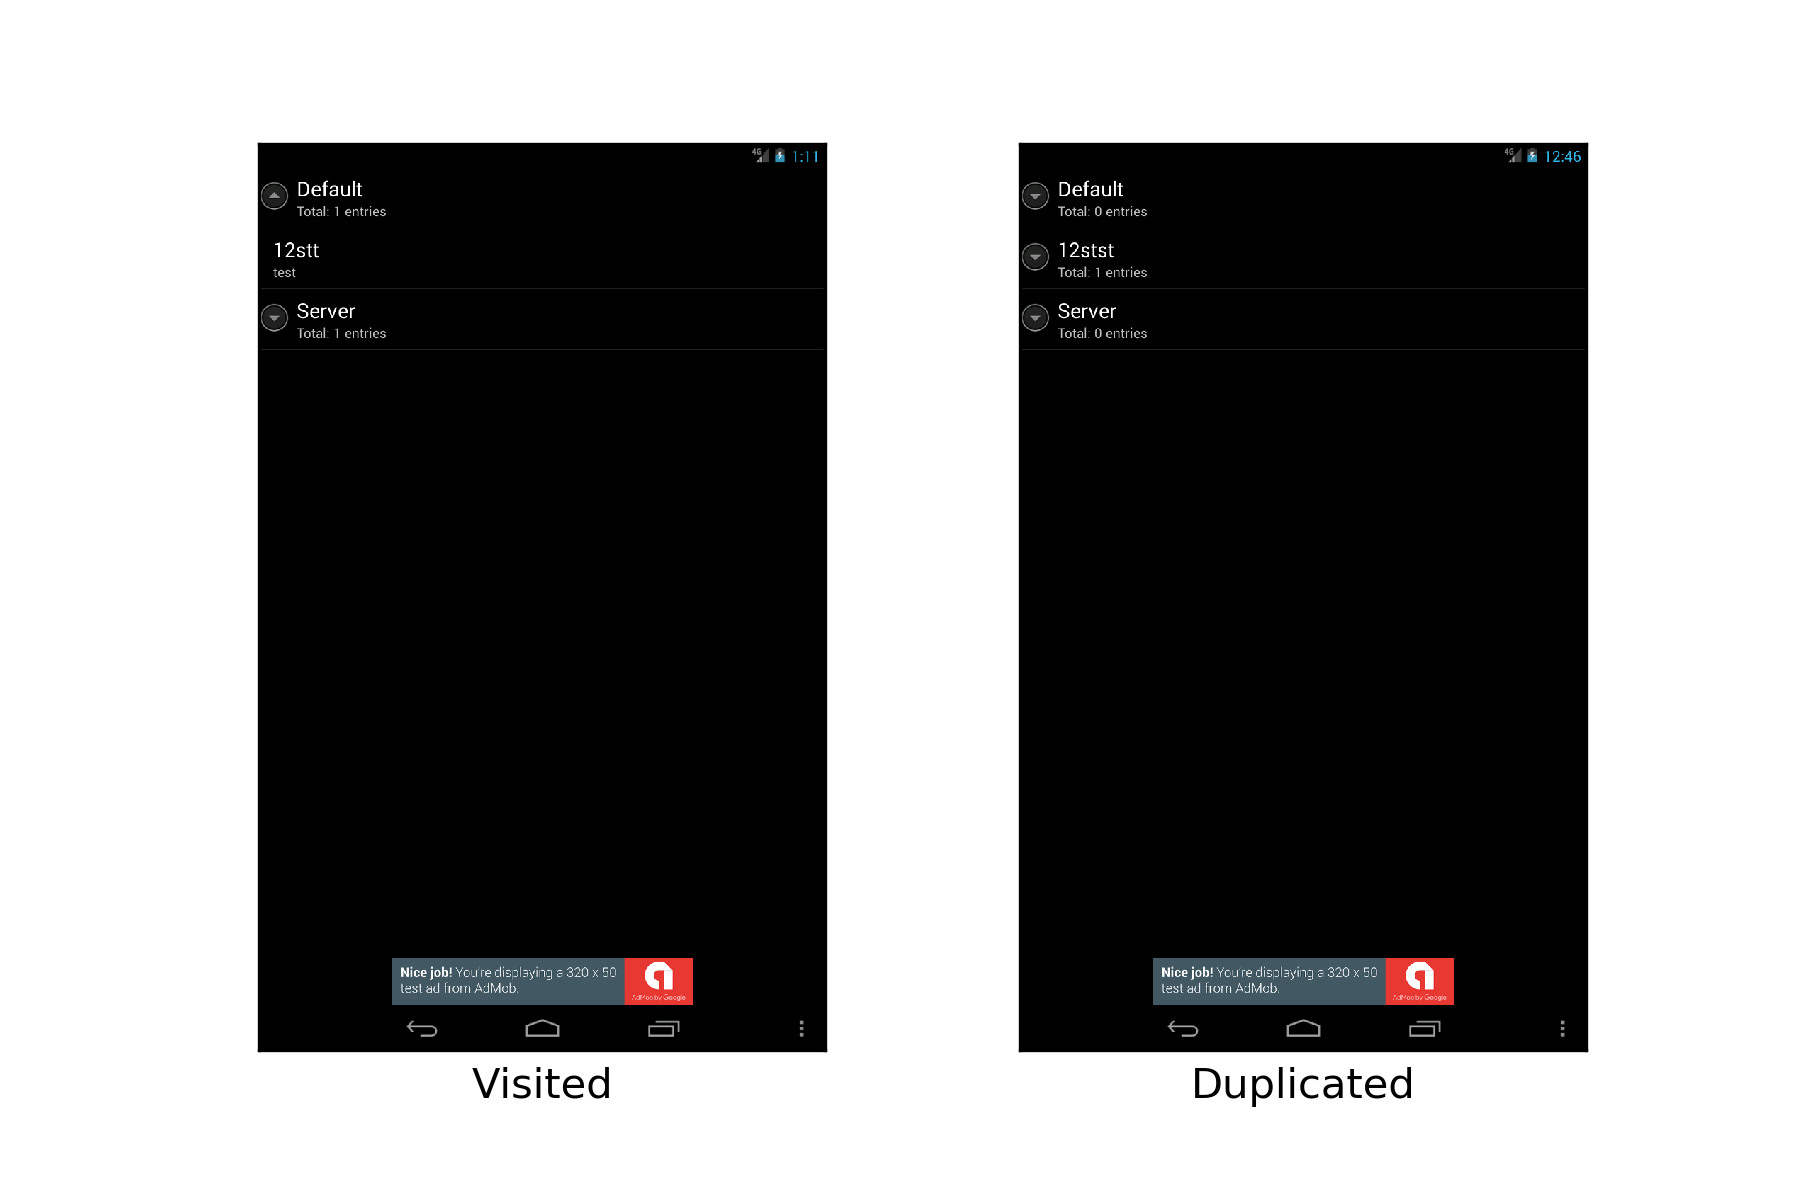 4G 1:11
Default
Total: 1 entries
12stt
test
Server
Total: 1 entries
Nice job! You're displaying a 320 x 50
test ad from AdMob.
AdMob by Google
Visited
4G 12:46
Default
Total: 0 entries
12stst
Total: 1 entries
Server
Total: 0 entries
Nice job! You're displaying a 320 x 50
test ad from AdMob.
AdMob by Google
Duplicated